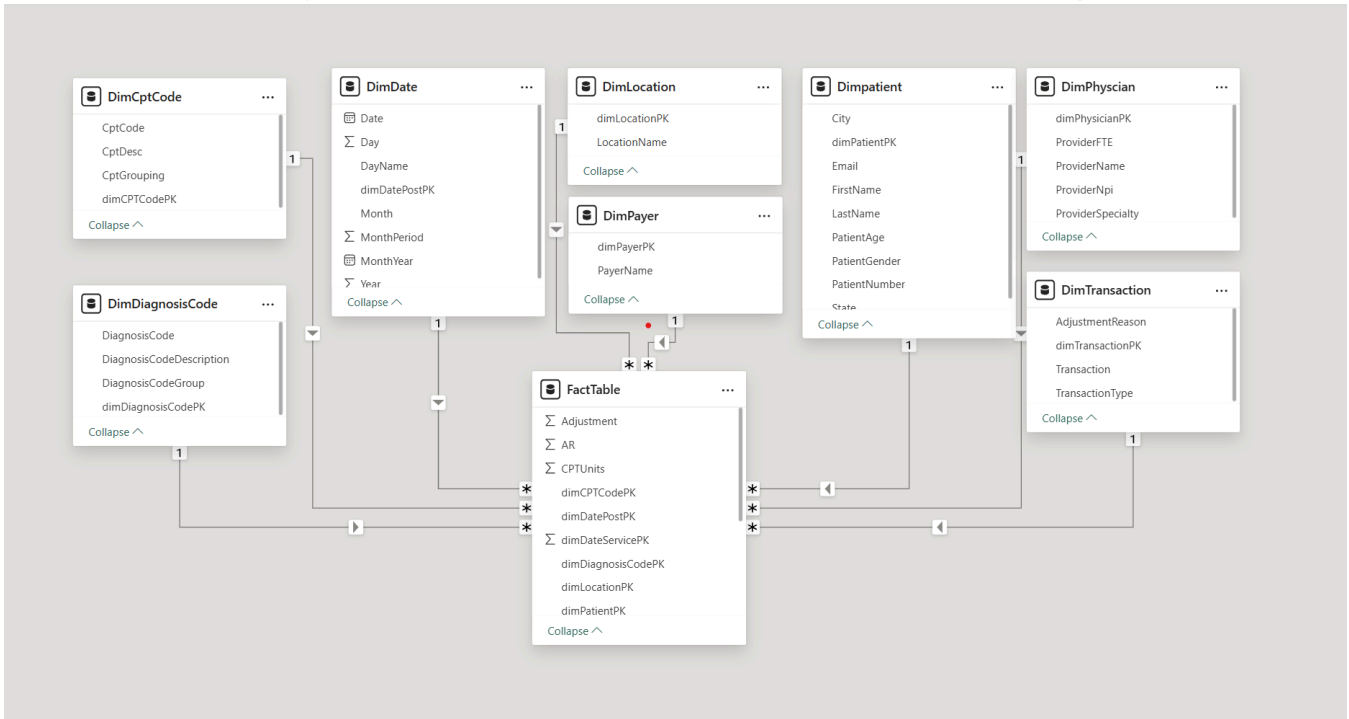 DimCptCode
CptCode
CptDesc
CptGrouping
dimCPTCodePK
Collapse
DimDate
Date
Day
DayName
dimDatePostPK
Month
MonthPeriod
MonthYear
Year
Collapse
DimLocation
dimLocationPK
LocationName
Collapse
DimPayer
dimPayerPK
PayerName
Collapse
Dimpatient
City
dimPatientPK
Email
FirstName
LastName
PatientAge
PatientGender
PatientNumber
State
Collapse
DimPhyscian
dimPhysicianPK
ProviderFTE
ProviderName
ProviderNpi
ProviderSpecialty
Collapse
DimDiagnosisCode
DiagnosisCode
DiagnosisCodeDescription
DiagnosisCodeGroup
dimDiagnosisCodePK
Collapse
DimTransaction
AdjustmentReason
dimTransactionPK
Transaction
TransactionType
Collapse
FactTable
∑ Adjustment
∑ AR
∑ CPTUnits
dimCPTCodePK
dimDatePostPK
∑ dimDateServicePK
dimDiagnosisCodePK
dimLocationPK
dimPatientPK
Collapse
1
1
1
1
1
1
1
1
*
*
*
*
*
*
*
*